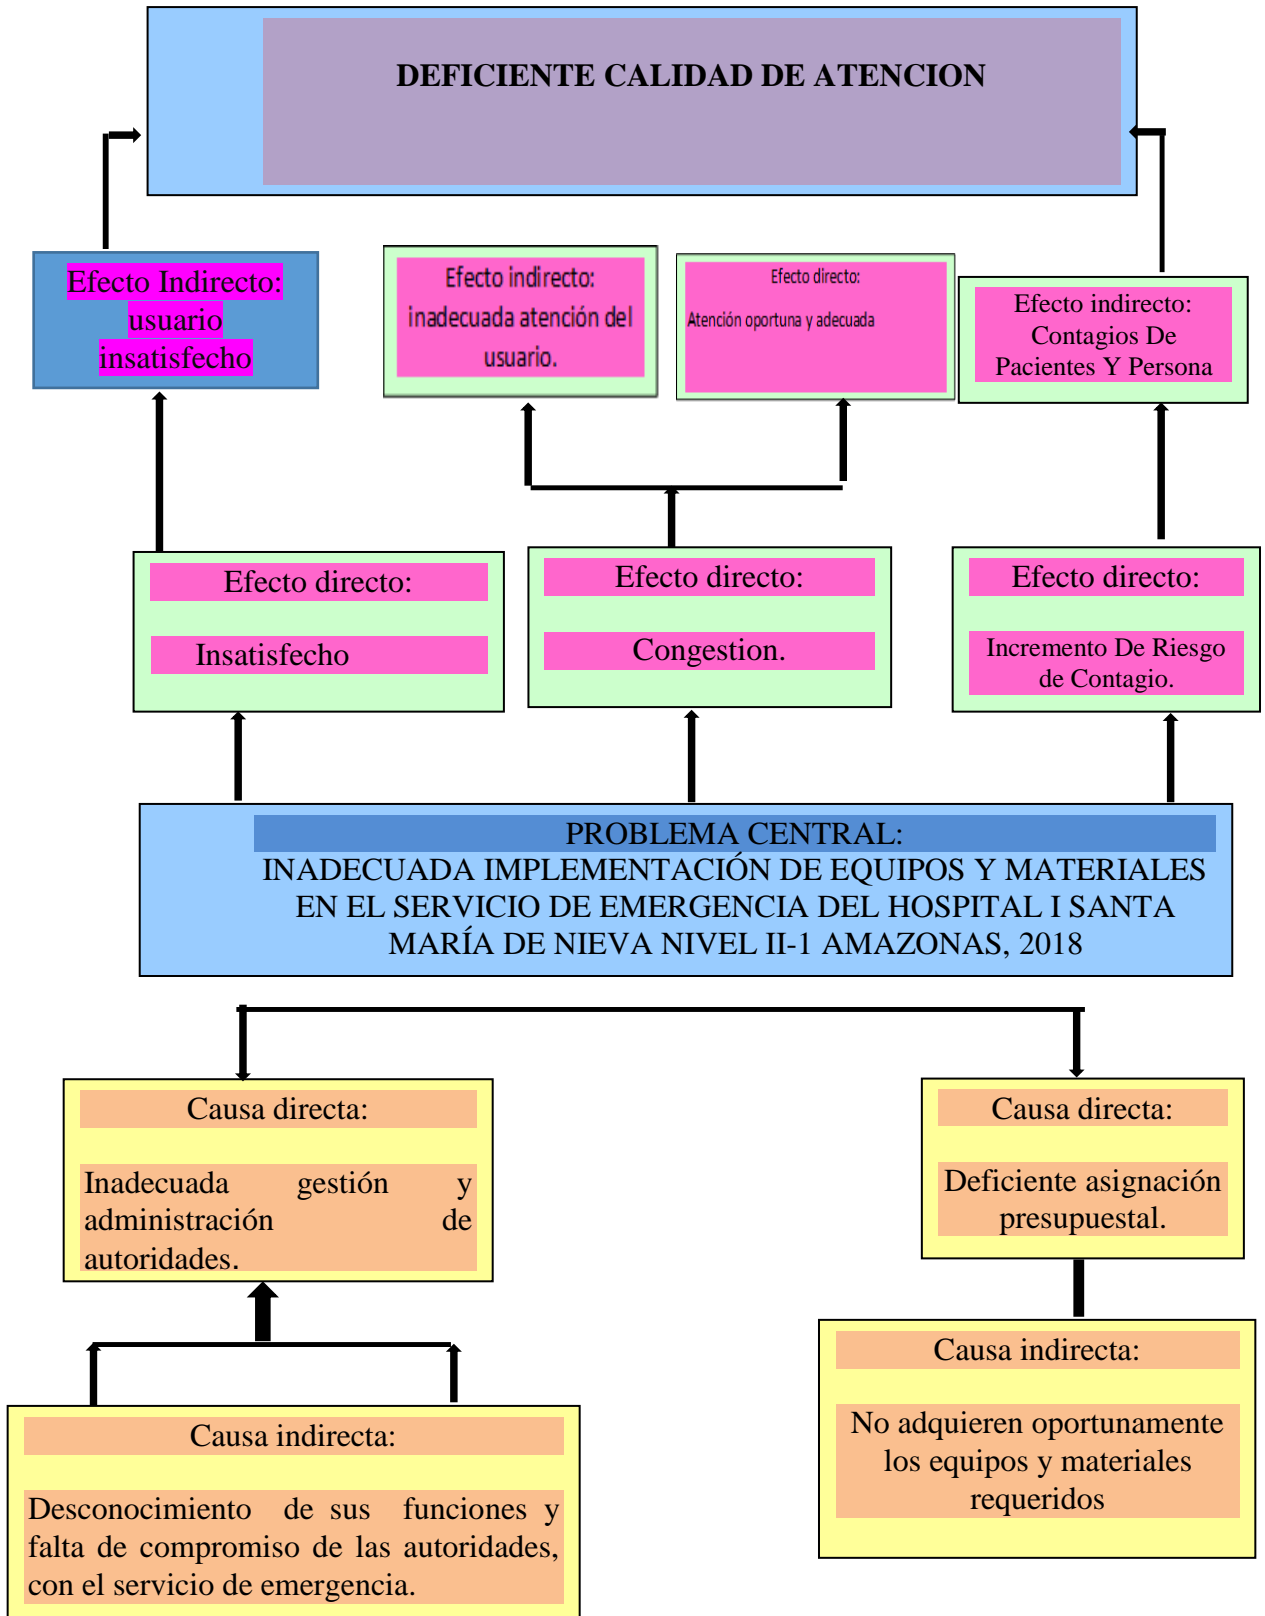 DEFICIENTE CALIDAD DE ATENCION
Efecto Indirecto:
usuario
insatisfecho
Efecto indirecto:
inadecuada atención del
usuario.
Efecto directo:
Atención oportuna y adecuada
Efecto indirecto:
Contagios De
Pacientes Y Persona
Efecto directo:
Insatisfecho
Efecto directo:
Congestion.
Efecto directo:
Incremento De Riesgo
de Contagio.
PROBLEMA CENTRAL:
INADECUADA IMPLEMENTACIÓN DE EQUIPOS Y MATERIALES
EN EL SERVICIO DE EMERGENCIA DEL HOSPITAL I SANTA
MARÍA DE NIEVA NIVEL II-1 AMAZONAS, 2018
Causa directa:
Inadecuada gestión y
administración de
autoridades.
Causa directa:
Deficiente asignación
presupuestal.
Causa indirecta:
Desconocimiento de sus funciones y
falta de compromiso de las autoridades,
con el servicio de emergencia.
Causa indirecta:
No adquieren oportunamente
los equipos y materiales
requeridos